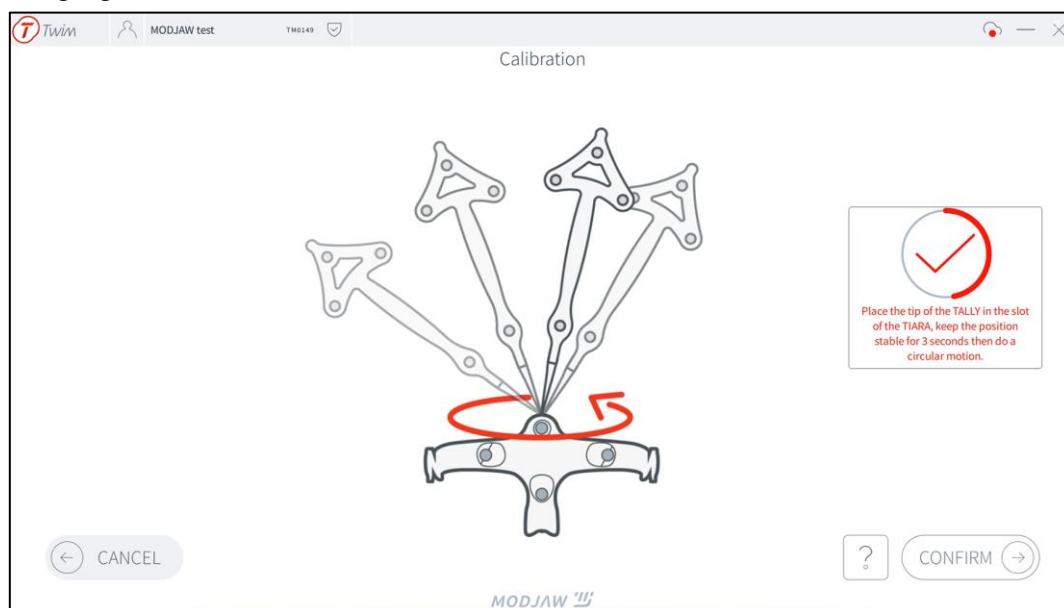 Twim
MODJAW test
TM0149
Calibration
Place the tip of the TALLY in the slot
of the TIARA, keep the position
stable for 3 seconds then do a
circular motion.
CANCEL
?
CONFIRM
MODJAW